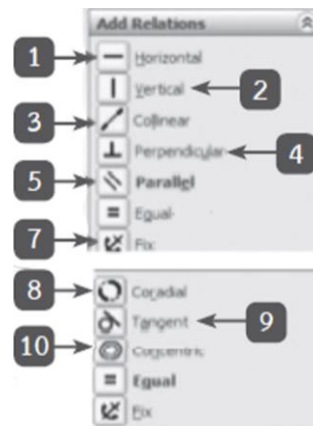 Add Relations
1 Horizontal
Vertical 2
3 Collinear
Perpendicular 4
5 Parallel
Equal
7 Fix
8 Coradial
Tangent 9
10 Concentric
Equal
Fix